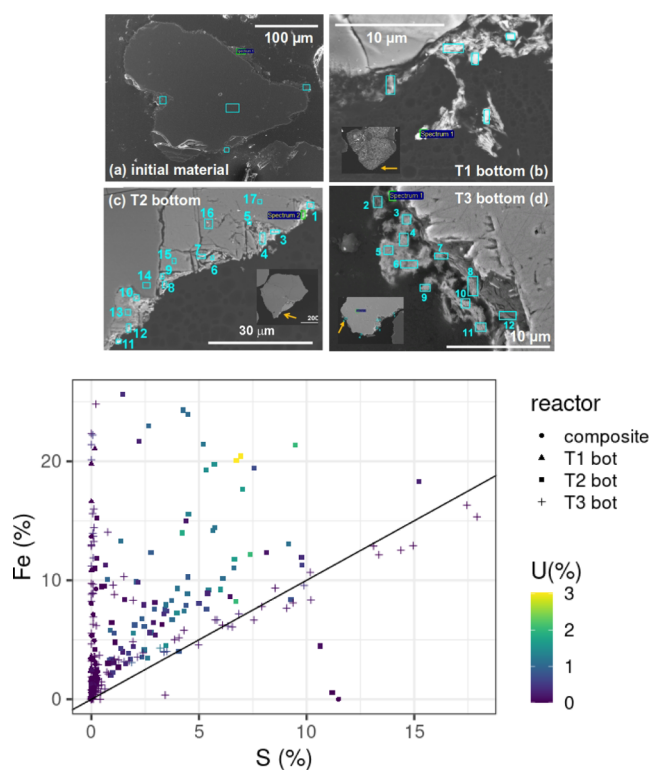 100 µm
(a) initial material
10 µm
Spectrum 1
T1 bottom (b)
(c) T2 bottom
17
1
Spectrum 2
16
5
3
4
7
6
15
9
8
14
10
13
12
11
200
30 µm
T3 bottom (d)
Spectrum 1
2
3
4
5
6
7
8
9
10
11
12
10 µm
Fe (%)
20
10
0
0
5
10
15
S (%)
reactor
composite
T1 bot
T2 bot
T3 bot
U(%)
3
2
1
0